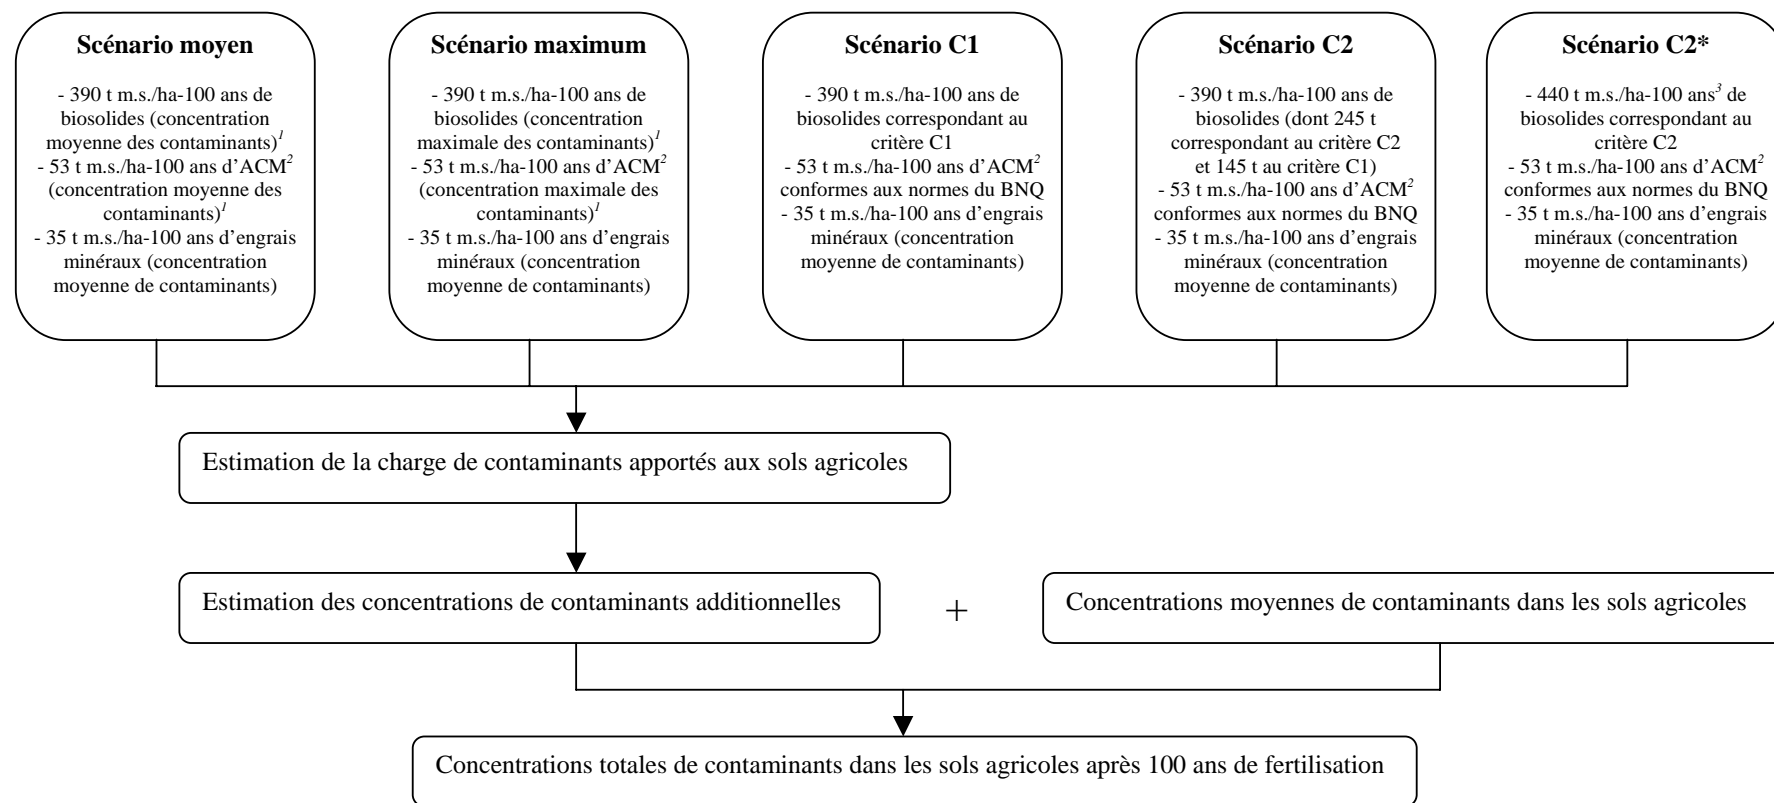 Scénario moyen
- 390 t m.s./ha-100 ans de
biosolides (concentration
moyenne des contaminants)1
- 53 t m.s./ha-100 ans d’ACM2
(concentration moyenne des
contaminants)1
- 35 t m.s./ha-100 ans d’engrais
minéraux (concentration
moyenne de contaminants)
Scénario maximum
- 390 t m.s./ha-100 ans de
biosolides (concentration
maximale des contaminants)1
- 53 t m.s./ha-100 ans d’ACM2
(concentration maximale des
contaminants)1
- 35 t m.s./ha-100 ans d’engrais
minéraux (concentration
moyenne de contaminants)
Scénario C1
- 390 t m.s./ha-100 ans de
biosolides correspondant au
critère C1
- 53 t m.s./ha-100 ans d’ACM2
conformes aux normes du BNQ
- 35 t m.s./ha-100 ans d’engrais
minéraux (concentration
moyenne de contaminants)
Scénario C2
- 390 t m.s./ha-100 ans de
biosolides (dont 245 t
correspondant au critère C2
et 145 t au critère C1)
- 53 t m.s./ha-100 ans d’ACM2
conformes aux normes du BNQ
- 35 t m.s./ha-100 ans d’engrais
minéraux (concentration
moyenne de contaminants)
Scénario C2*
- 440 t m.s./ha-100 ans3 de
biosolides correspondant au
critère C2
- 53 t m.s./ha-100 ans d’ACM2
conformes aux normes du BNQ
- 35 t m.s./ha-100 ans d’engrais
minéraux (concentration
moyenne de contaminants)
Estimation de la charge de contaminants apportés aux sols agricoles
Estimation des concentrations de contaminants additionnelles
+
Concentrations moyennes de contaminants dans les sols agricoles
Concentrations totales de contaminants dans les sols agricoles après 100 ans de fertilisation